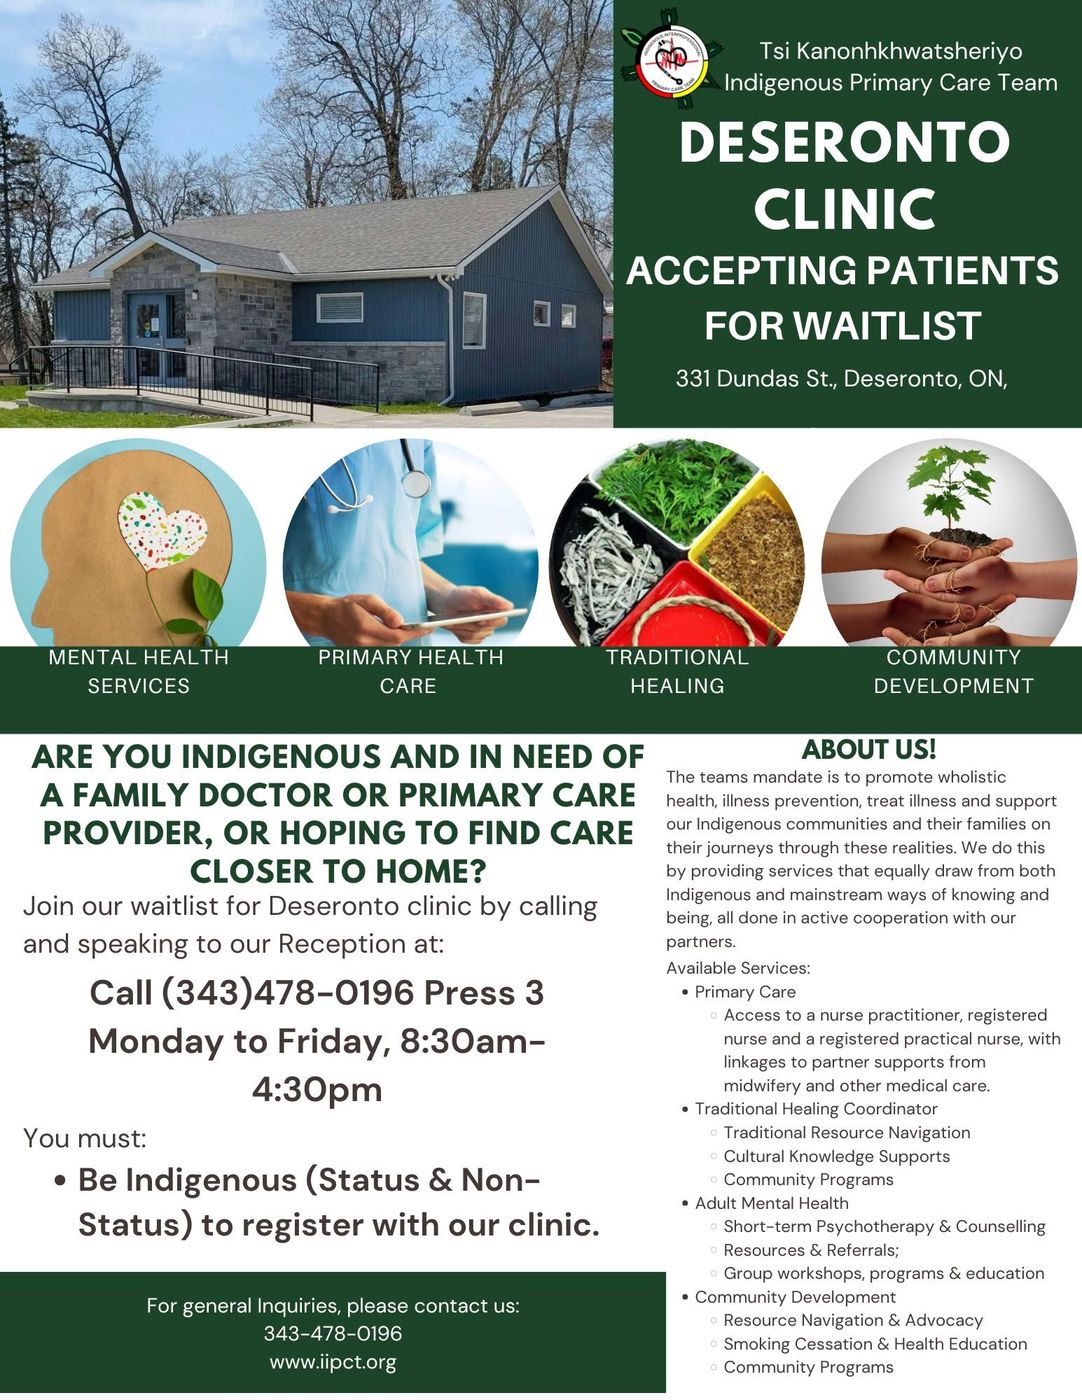 INDIGENOUS INTERPROFESSIONAL
PRIMARY CARE TEAM
Tsi Kanonhkhwatsheriyo
Indigenous Primary Care Team
DESERONTO
CLINIC
ACCEPTING PATIENTS
FOR WAITLIST
331 Dundas St., Deseronto, ON,
331
MENTAL HEALTH
SERVICES
PRIMARY HEALTH
CARE
TRADITIONAL
HEALING
COMMUNITY
DEVELOPMENT
ARE YOU INDIGENOUS AND IN NEED OF
A FAMILY DOCTOR OR PRIMARY CARE
PROVIDER, OR HOPING TO FIND CARE
CLOSER TO HOME?
Join our waitlist for Deseronto clinic by calling
and speaking to our Reception at:
Call (343)478-0196 Press 3
Monday to Friday, 8:30am-
4:30pm
You must:
• Be Indigenous (Status & Non-
Status) to register with our clinic.
For general Inquiries, please contact us:
343-478-0196
www.iipct.org
ABOUT US!
The teams mandate is to promote wholistic
health, illness prevention, treat illness and support
our Indigenous communities and their families on
their journeys through these realities. We do this
by providing services that equally draw from both
Indigenous and mainstream ways of knowing and
being, all done in active cooperation with our
partners.
Available Services:
• Primary Care
◦ Access to a nurse practitioner, registered
nurse and a registered practical nurse, with
linkages to partner supports from
midwifery and other medical care.
• Traditional Healing Coordinator
◦ Traditional Resource Navigation
◦ Cultural Knowledge Supports
◦ Community Programs
• Adult Mental Health
◦ Short-term Psychotherapy & Counselling
◦ Resources & Referrals;
◦ Group workshops, programs & education
• Community Development
◦ Resource Navigation & Advocacy
◦ Smoking Cessation & Health Education
◦ Community Programs